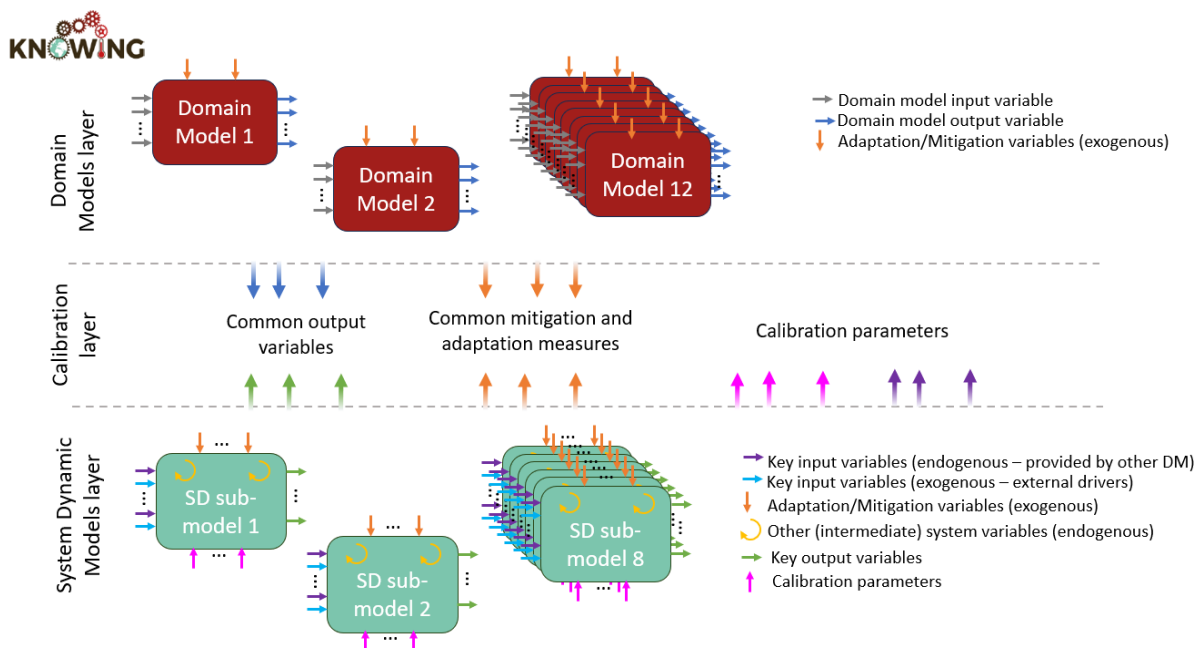 KNOWING
Domain
Models layer
Domain
Model 1
Domain
Model 2
Domain
Model 12
Domain model input variable
Domain model output variable
Adaptation/Mitigation variables (exogenous)
Calibration
layer
Common output
variables
Common mitigation and
adaptation measures
Calibration parameters
System Dynamic
Models layer
SD sub-
model 1
SD sub-
model 2
SD sub-
model 8
Key input variables (endogenous – provided by other DM)
Key input variables (exogenous – external drivers)
Adaptation/Mitigation variables (exogenous)
Other (intermediate) system variables (endogenous)
Key output variables
Calibration parameters